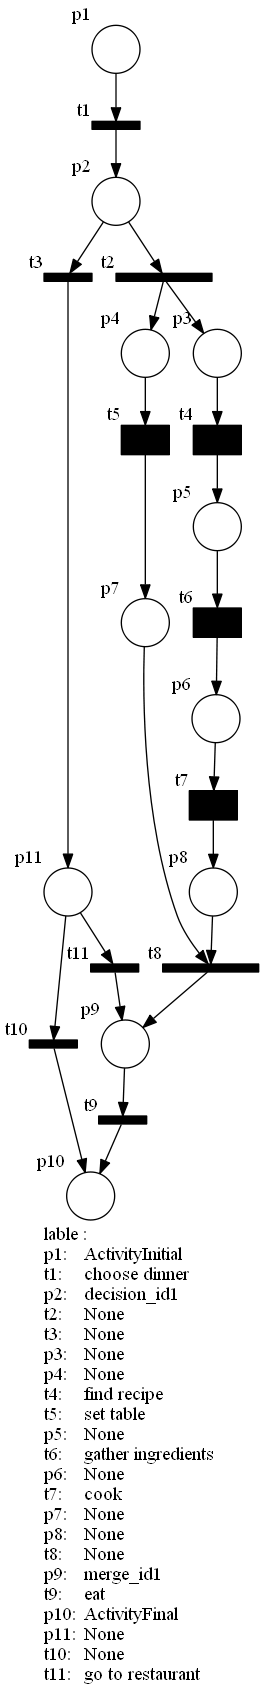 p1
t1
p2
t3
t2
p4
p3
t5
t4
p5
p7
t6
p6
t7
p11
p8
t11
t8
p9
t10
t9
p10
lable :
p1: ActivityInitial
t1: choose dinner
p2: decision_id1
t2: None
t3: None
p3: None
p4: None
t4: find recipe
t5: set table
p5: None
t6: gather ingredients
p6: None
t7: cook
p7: None
p8: None
t8: None
p9: merge_id1
t9: eat
p10: ActivityFinal
p11: None
t10: None
t11: go to restaurant